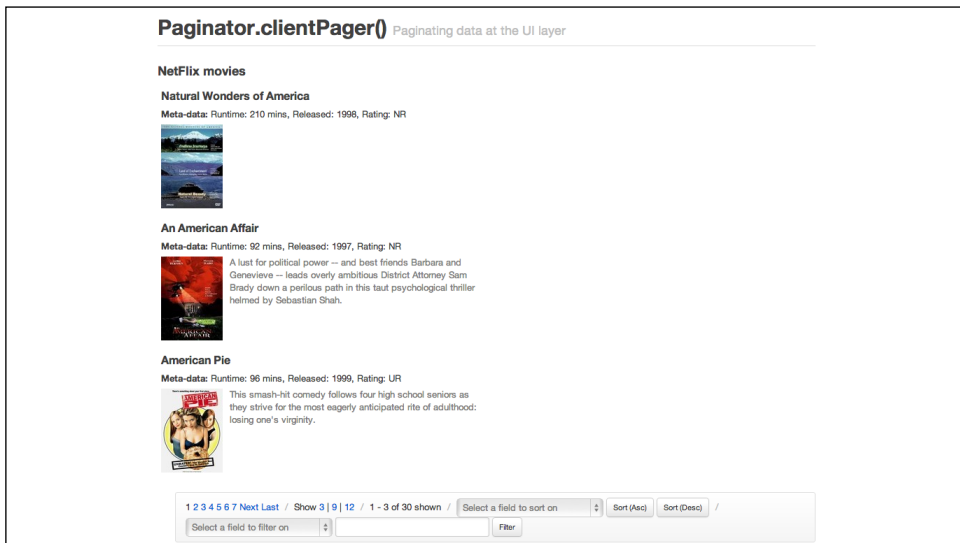 Paginator.clientPager() Paginating data at the UI layer
NetFlix movies
Natural Wonders of America
Meta-data: Runtime: 210 mins, Released: 1998, Rating: NR
An American Affair
Meta-data: Runtime: 92 mins, Released: 1997, Rating: NR
A lust for political power -- and best friends Barbara and
Genevieve -- leads overly ambitious District Attorney Sam
Brady down a perilous path in this taut psychological thriller
helmed by Sebastian Shah.
AMERICAN
AFFAIR
American Pie
Meta-data: Runtime: 96 mins, Released: 1999, Rating: UR
This smash-hit comedy follows four high school seniors as
they strive for the most eagerly anticipated rite of adulthood:
losing one's virginity.
AMERICAN
PIE
1 2 3 4 5 6 7 Next Last / Show 3 | 9 | 12 / 1 - 3 of 30 shown / Select a field to sort on Sort (Asc) Sort (Desc) /
Select a field to filter on Filter